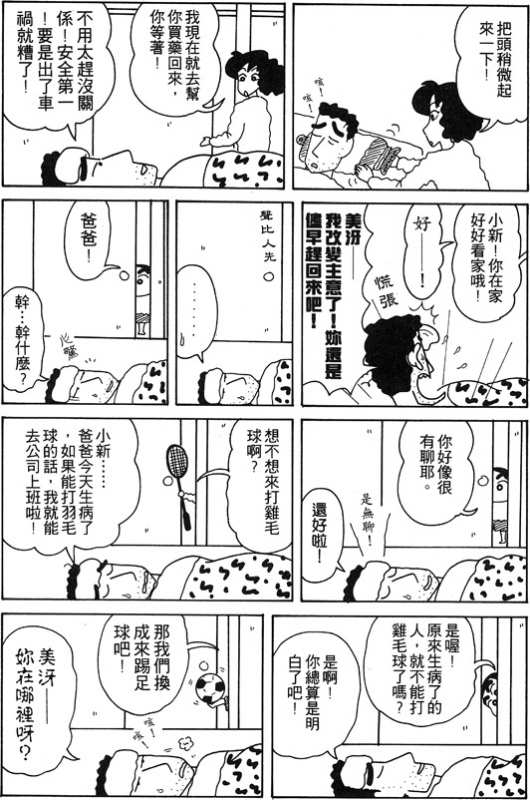 把頭稍微起
來一下！
咳！
咳！
我現在就去幫
你買藥回來，
你等著！
不用太趕沒關
係！安全第一
！要是出了車
禍就糟了！
小新！你在家
好好看家哦！
好——！
慌張
美冴——
我改變主意了！妳還是
儘早趕回來吧！
聲比人先
……
爸爸！
心驚
幹…幹什麼？
你好像很
有聊耶。
是無聊！
還好啦！
想不想來打雞毛
球啊？
小新……
爸爸今天生病了
，如果能打羽毛
球的話，我就能
去公司上班啦！
是喔！
原來生病了的
人，就不能打
雞毛球了嗎？
是啊！
你總算是明
白了吧！
那我們換
成來踢足
球吧！
咳！
咳！
美冴——
妳在哪裡呀！？